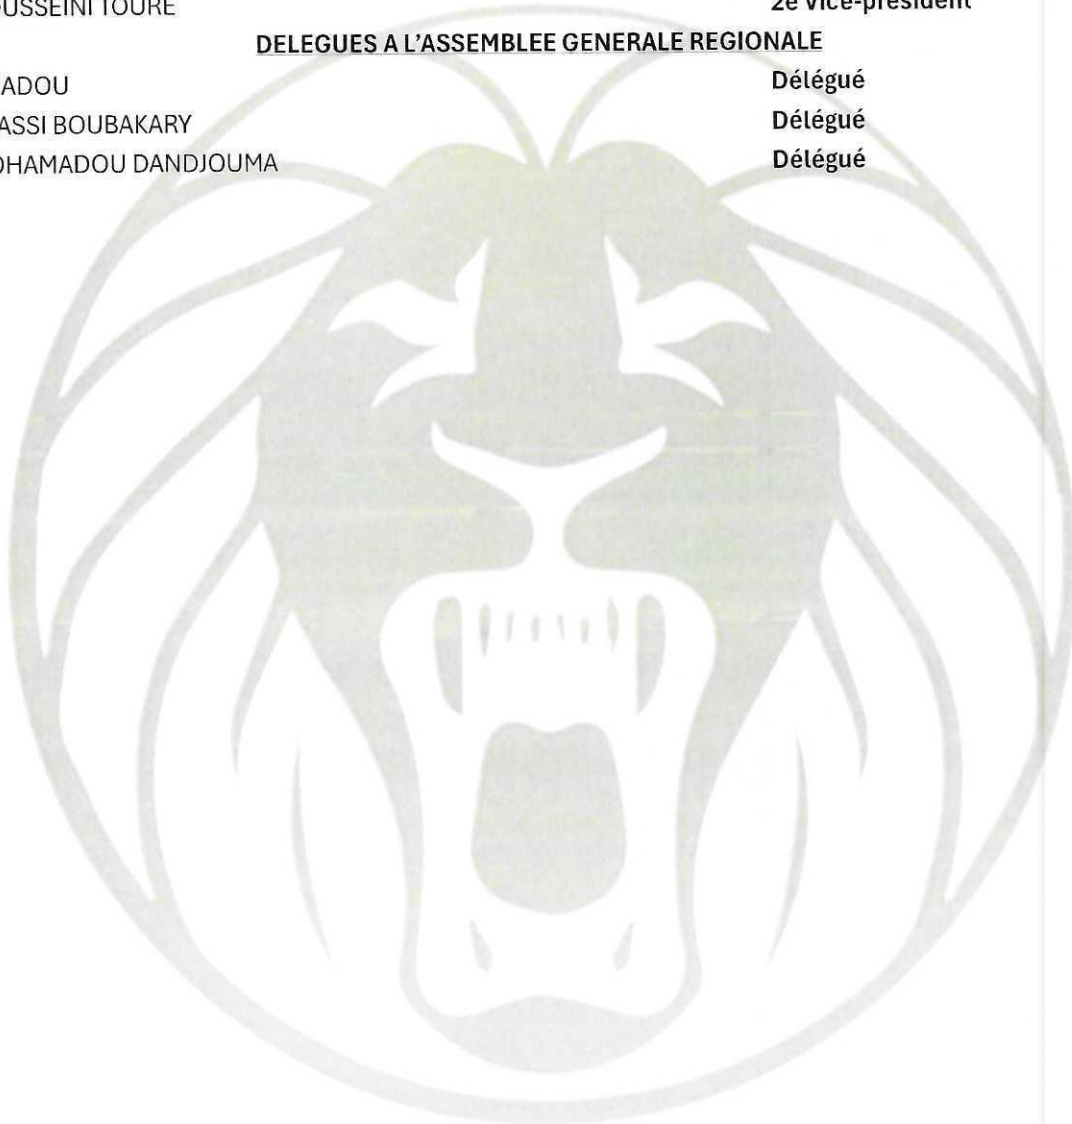 OUSSEINI TOURE 2e Vice-président
DELEGUES A L'ASSEMBLEE GENERALE REGIONALE
ADOU Délégué
ASSI BOUBAKARY Délégué
OHAMADOU DANDJOUMA Délégué